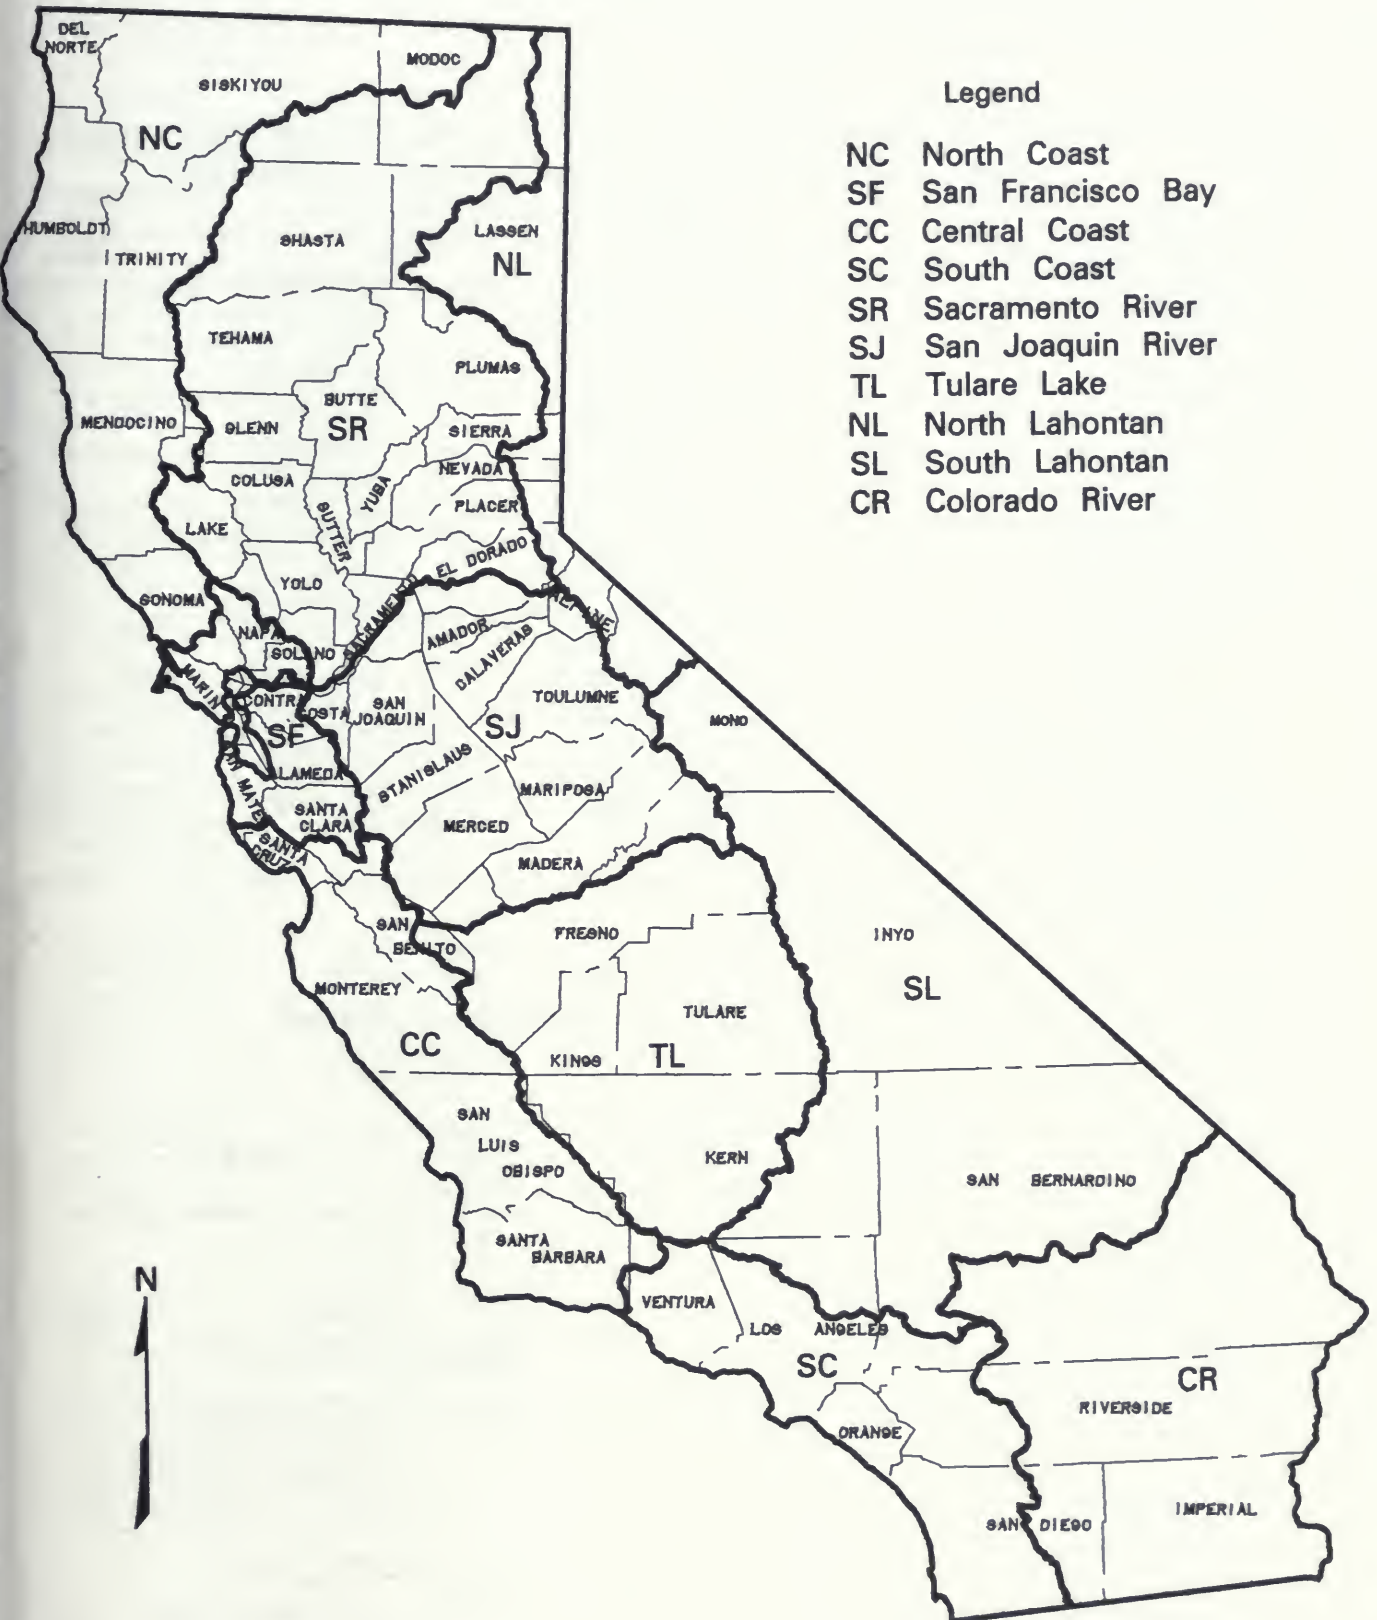 Legend
NC North Coast
SF San Francisco Bay
CC Central Coast
SC South Coast
SR Sacramento River
SJ San Joaquin River
TL Tulare Lake
NL North Lahontan
SL South Lahontan
CR Colorado River
DEL
NORTE
SISKIYOU
MODOC
NC
HUMBOLDT
TRINITY
SHASTA
LASSEN
NL
TEHAMA
PLUMAS
BUTTE
MENDOCINO
GLENN
SR
SIERRA
COLUSA
NEVADA
YUBA
PLACER
SUTTER
LAKE
EL DORADO
YOLO
SONOMA
SACRAMENTO
ALPINE
NAPA
AMADOR
SOLANO
CALAVERAS
MARIN
CONTRA
COSTA
SAN
JOAQUIN
TOULUMNE
MONO
SF
SJ
ALAMEDA
STANISLAUS
SAN MATEO
MARIPOSA
SANTA
CLARA
MERCED
SANTA
CRUZ
MADERA
SAN
BENITO
FRESNO
INYO
MONTEREY
SL
TULARE
CC
KINGS
TL
SAN
LUIS
OBISPO
KERN
SAN BERNARDINO
SANTA
BARBARA
N
VENTURA
LOS ANGELES
SC
CR
RIVERSIDE
ORANGE
SAN DIEGO
IMPERIAL